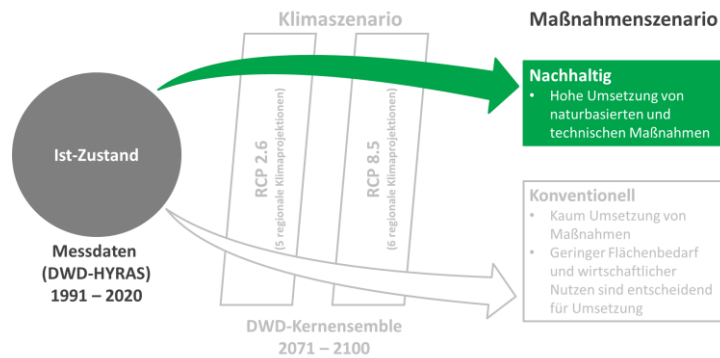 Klimaszenario
Maßnahmenszenario
Ist-Zustand
Messdaten
(DWD-HYRAS)
1991 – 2020
RCP 2.6
(5 regionale Klimaprojektionen)
RCP 8.5
(6 regionale Klimaprojektionen)
DWD-Kernensemble
2071 – 2100
Nachhaltig
• Hohe Umsetzung von
naturbasierten und
technischen Maßnahmen
Konventionell
• Kaum Umsetzung von
Maßnahmen
• Geringer Flächenbedarf
und wirtschaftlicher
Nutzen sind entscheidend
für Umsetzung